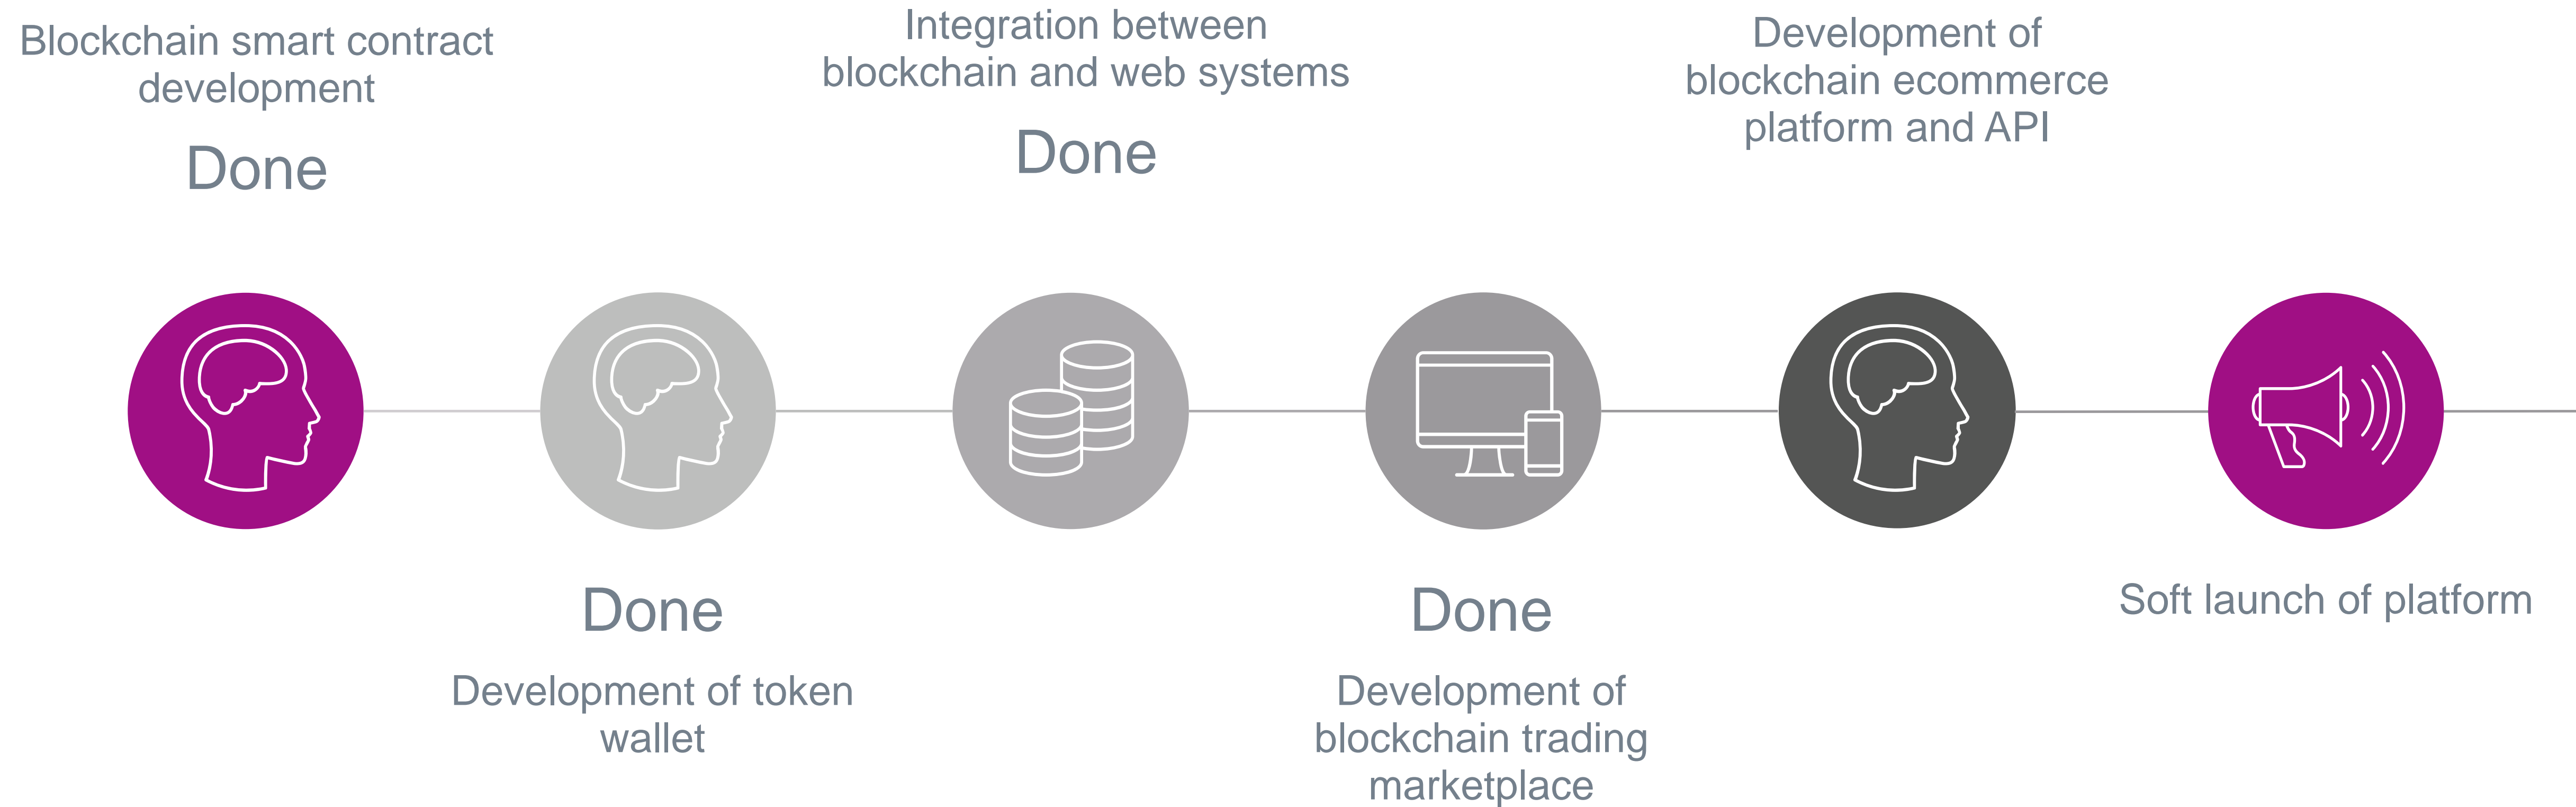 Blockchain smart contract
development
Done
Done
Development of token
wallet
Integration between
blockchain and web systems
Done
Done
Development of
blockchain trading
marketplace
Development of
blockchain ecommerce
platform and API
Soft launch of platform